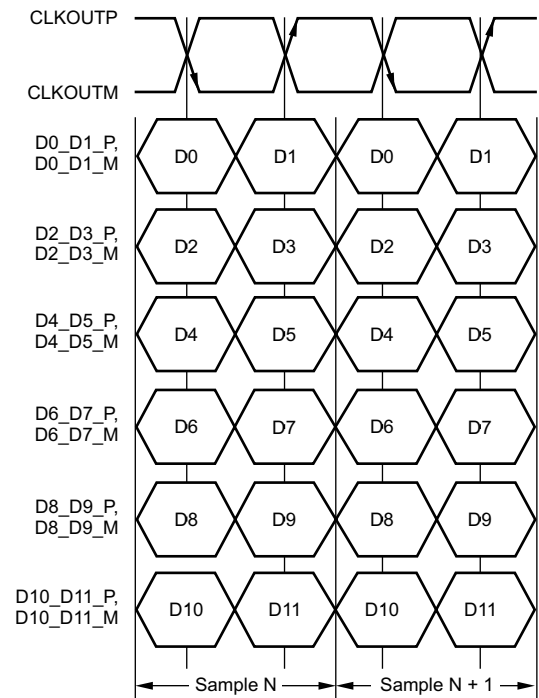 CLKOUTP
CLKOUTM
D0_D1_P,
D0_D1_M
D0 D1 D0 D1
D2_D3_P,
D2_D3_M
D2 D3 D2 D3
D4_D5_P,
D4_D5_M
D4 D5 D4 D5
D6_D7_P,
D6_D7_M
D6 D7 D6 D7
D8_D9_P,
D8_D9_M
D8 D9 D8 D9
D10_D11_P,
D10_D11_M
D10 D11 D10 D11
Sample N Sample N + 1